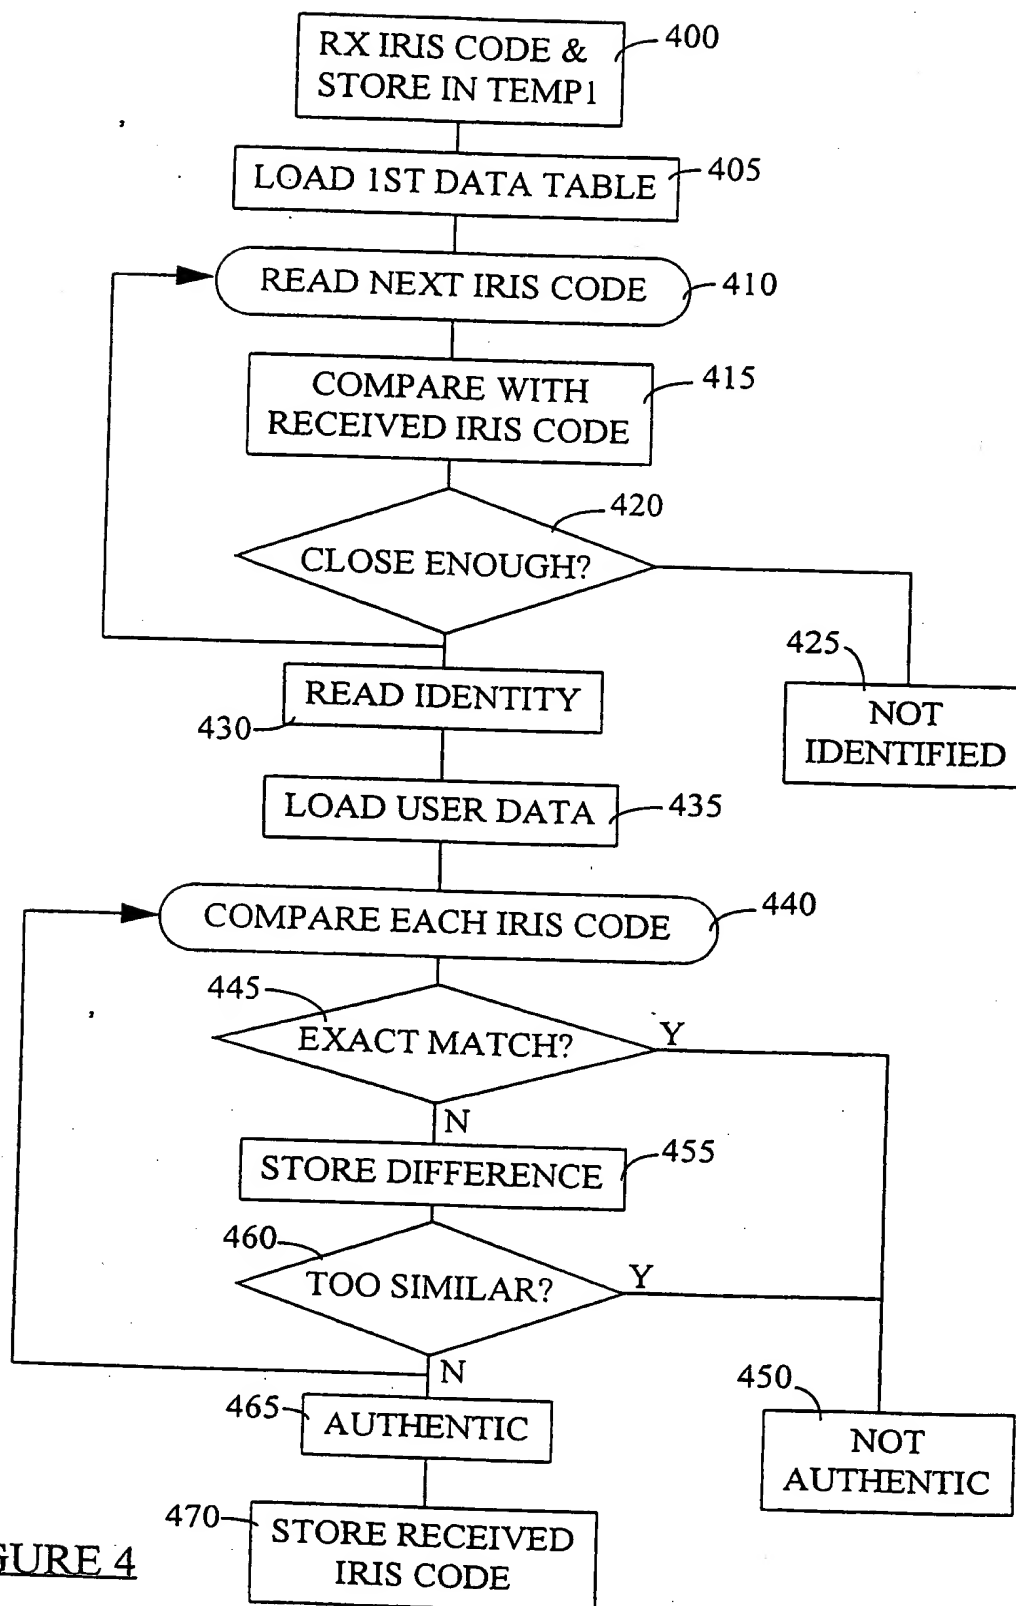 RX IRIS CODE &
STORE IN TEMP1
400
LOAD 1ST DATA TABLE
405
READ NEXT IRIS CODE
410
COMPARE WITH
RECEIVED IRIS CODE
415
420
CLOSE ENOUGH?
425
NOT
IDENTIFIED
READ IDENTITY
430
LOAD USER DATA
435
COMPARE EACH IRIS CODE
440
445
EXACT MATCH?
Y
N
STORE DIFFERENCE
455
460
TOO SIMILAR?
Y
N
450
465
AUTHENTIC
NOT
AUTHENTIC
470
STORE RECEIVED
IRIS CODE
GURE 4